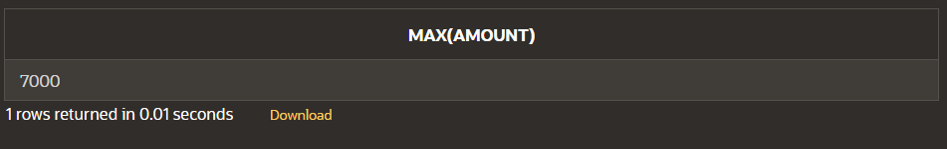 MAX(AMOUNT)
7000
1 rows returned in 0.01 seconds Download